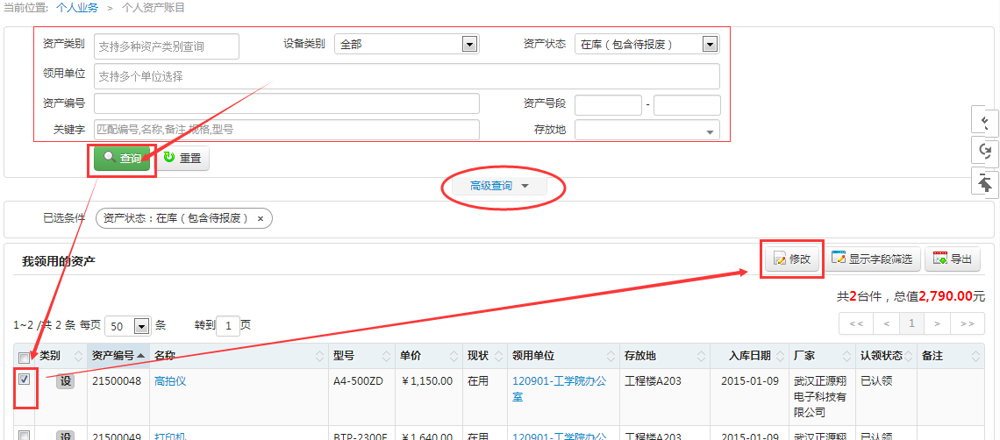 当前位置: 个人业务 > 个人资产账目
资产类别 支持多种资产类别查询 设备类别 全部 资产状态 在库（包含待报废）
领用单位 支持多个单位选择
资产编号 资产号段 -
关键字 匹配编号,名称,备注,规格,型号 存放地
查询 重置
高级查询
已选条件 资产状态：在库（包含待报废） ×
我领用的资产 修改 显示字段筛选 导出
共2台件，总值2,790.00元
1~2 /共 2 条 每页 50 条 转到 1 页 << < 1 > >>
类别 资产编号 名称 型号 单价 现状 领用单位 存放地 入库日期 厂家 认领状态 备注
设 21500048 高拍仪 A4-500ZD ￥1,150.00 在用 120901-工学院办公室 工程楼A203 2015-01-09 武汉正源翔电子科技有限公司 已认领
设 21500049 打印机 BTP-2300E ￥1,640.00 在用 120901-工学院办公 工程楼A203 2015-01-09 武汉正源翔 已认领